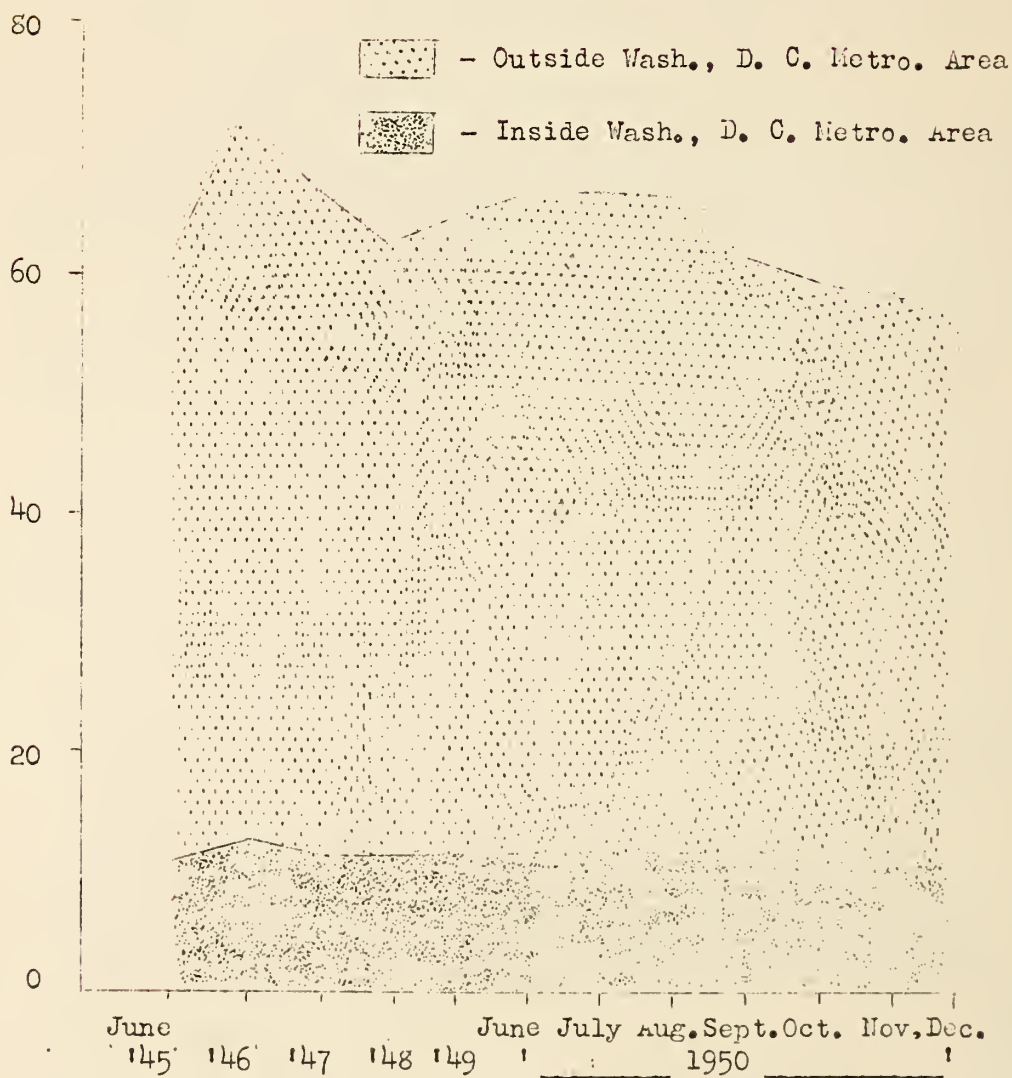 80
- Outside Wash., D. C. Metro. Area
- Inside Wash., D. C. Metro. Area
60
40
20
0
June June July Aug. Sept. Oct. Nov, Dec.
'45 '46 '47 '48 '49 ' 1950 '